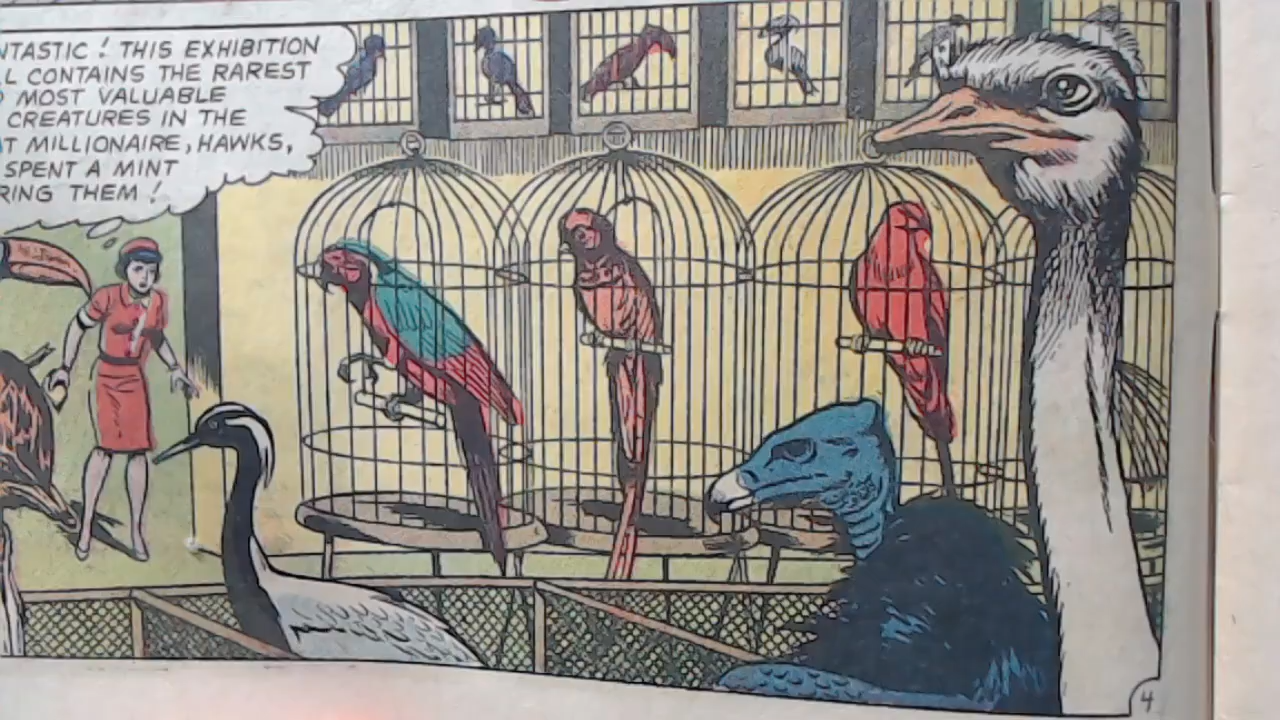 NTASTIC! THIS EXHIBITION
L CONTAINS THE RAREST
MOST VALUABLE
CREATURES IN THE
T MILLIONAIRE, HAWKS,
SPENT A MINT
RING THEM!
4